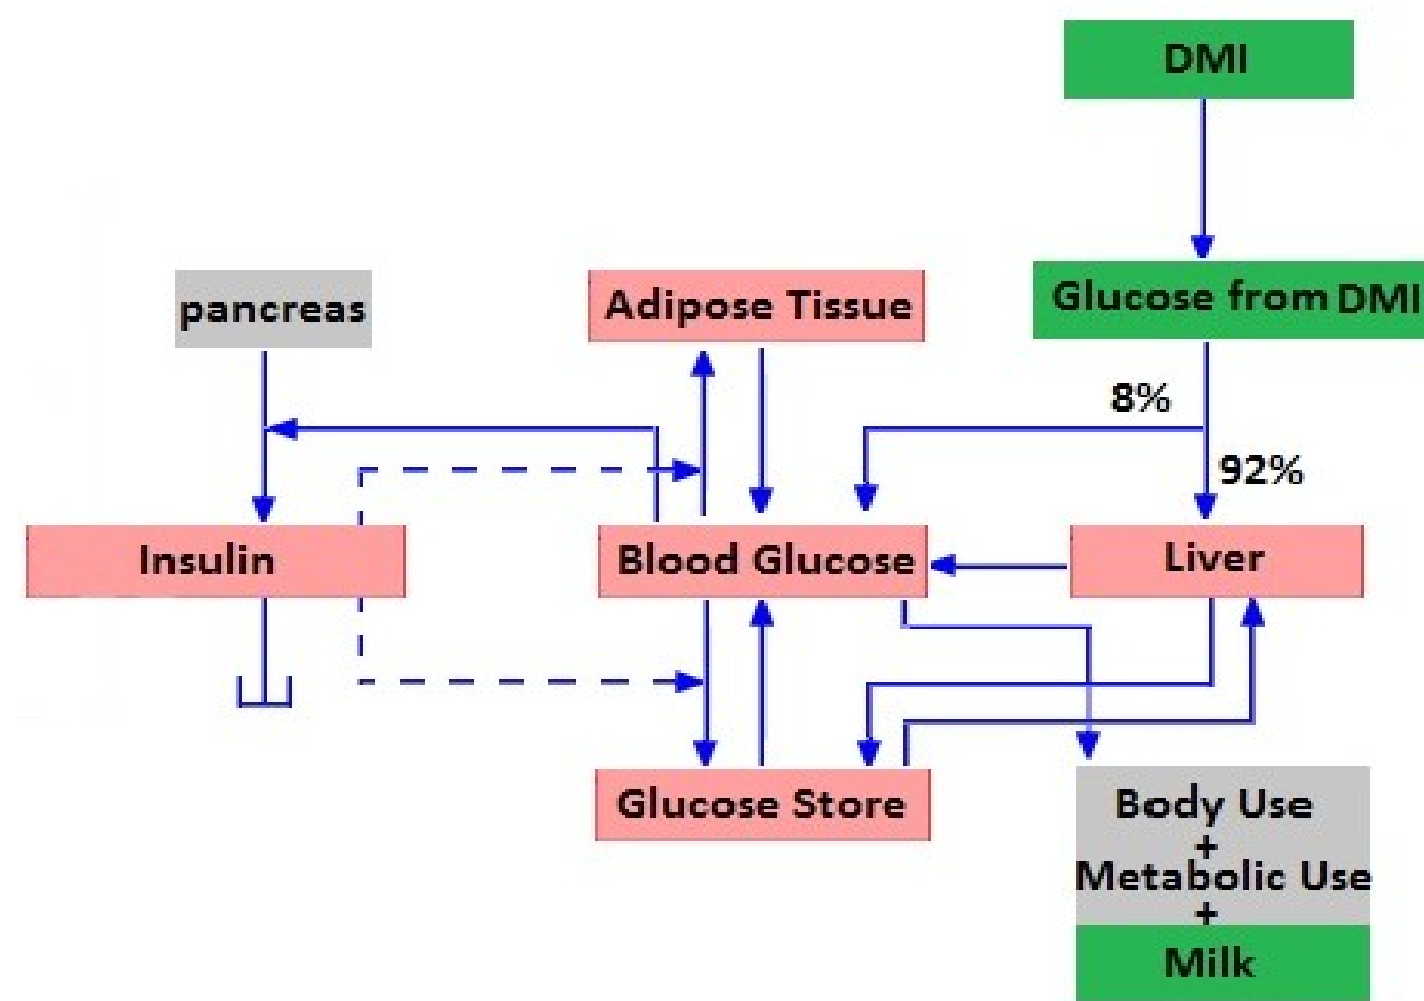 DMI
pancreas
Adipose Tissue
Glucose from DMI
8%
92%
Insulin
Blood Glucose
Liver
Glucose Store
Body Use
+
Metabolic Use
+
Milk